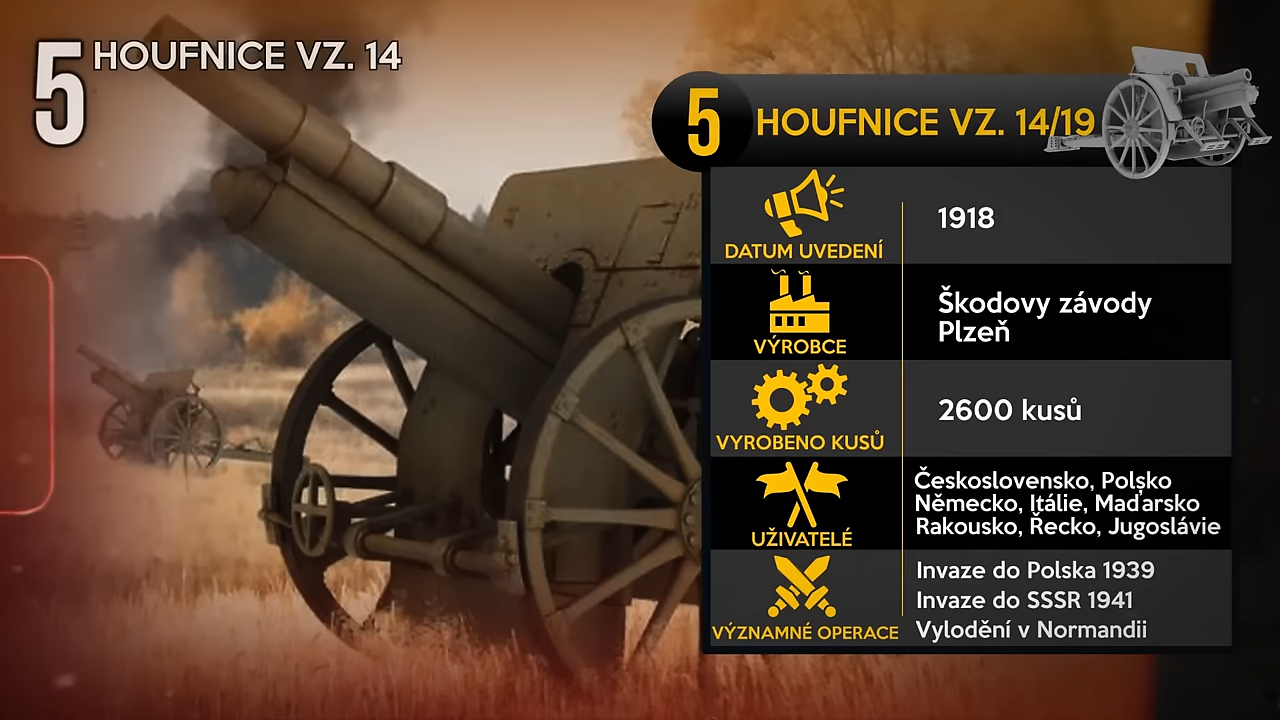 5 HOUFNICE VZ. 14
5 HOUFNICE VZ. 14/19
DATUM UVEDENÍ
1918
VÝROBCE
Škodovy závody
Plzeň
VYROBENO KUSŮ
2600 kusů
UŽIVATELÉ
Československo, Polsko
Německo, Itálie, Maďarsko
Rakousko, Řecko, Jugoslávie
VÝZNAMNÉ OPERACE
Invaze do Polska 1939
Invaze do SSSR 1941
Vylodění v Normandii